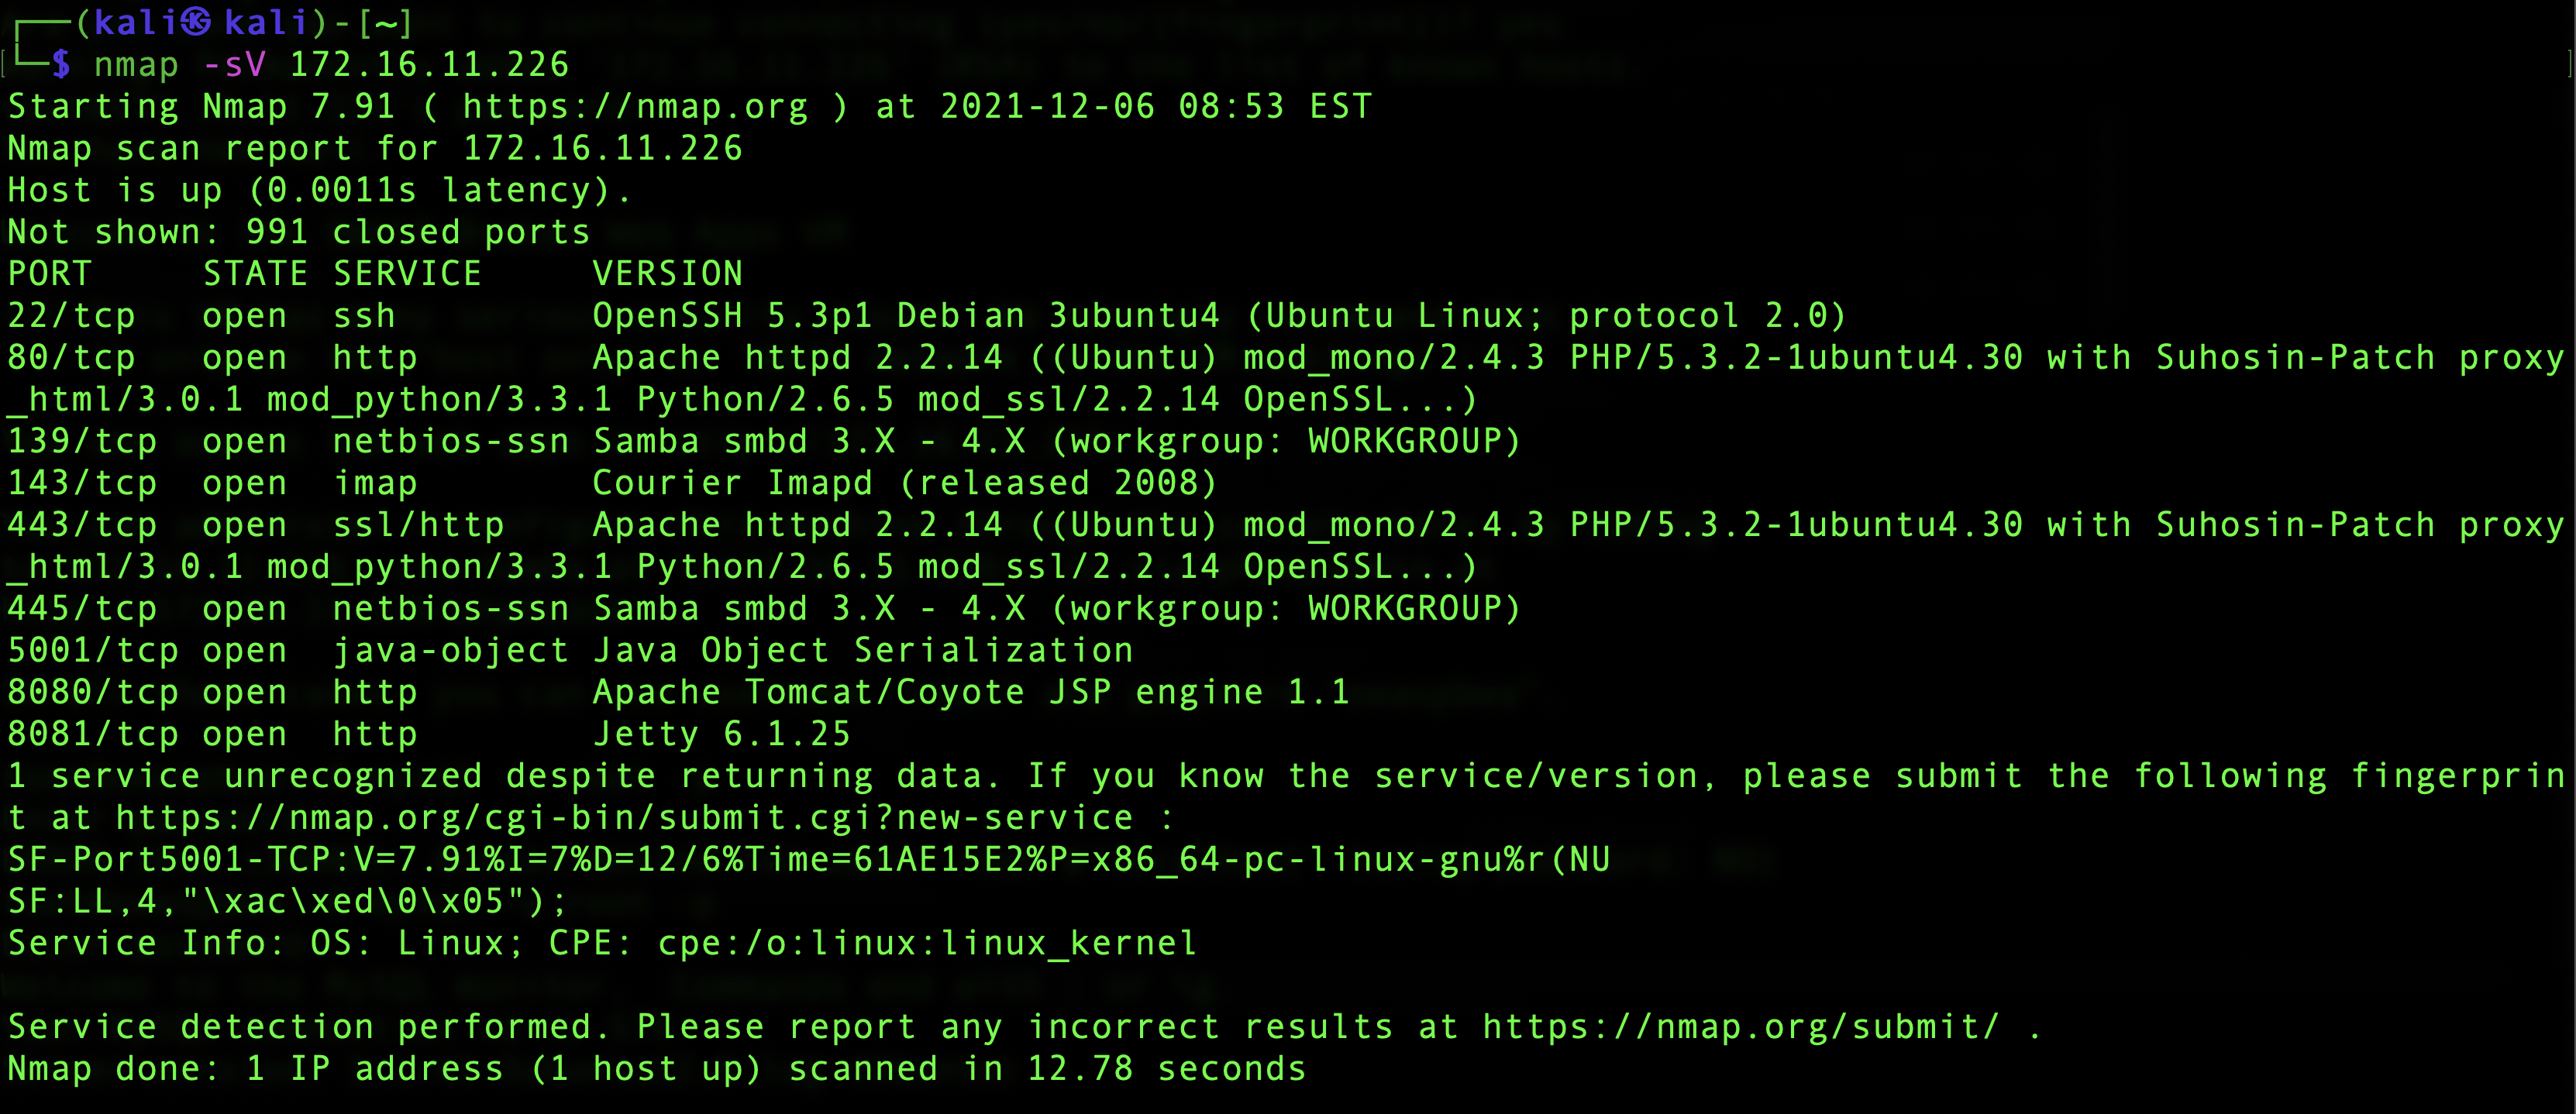 ┌──(kali㉿kali)-[~]
└─$ nmap -sV 172.16.11.226
Starting Nmap 7.91 ( https://nmap.org ) at 2021-12-06 08:53 EST
Nmap scan report for 172.16.11.226
Host is up (0.0011s latency).
Not shown: 991 closed ports
PORT     STATE SERVICE     VERSION
22/tcp   open  ssh         OpenSSH 5.3p1 Debian 3ubuntu4 (Ubuntu Linux; protocol 2.0)
80/tcp   open  http        Apache httpd 2.2.14 ((Ubuntu) mod_mono/2.4.3 PHP/5.3.2-1ubuntu4.30 with Suhosin-Patch proxy
_html/3.0.1 mod_python/3.3.1 Python/2.6.5 mod_ssl/2.2.14 OpenSSL...)
139/tcp  open  netbios-ssn Samba smbd 3.X - 4.X (workgroup: WORKGROUP)
143/tcp  open  imap        Courier Imapd (released 2008)
443/tcp  open  ssl/http    Apache httpd 2.2.14 ((Ubuntu) mod_mono/2.4.3 PHP/5.3.2-1ubuntu4.30 with Suhosin-Patch proxy
_html/3.0.1 mod_python/3.3.1 Python/2.6.5 mod_ssl/2.2.14 OpenSSL...)
445/tcp  open  netbios-ssn Samba smbd 3.X - 4.X (workgroup: WORKGROUP)
5001/tcp open  java-object Java Object Serialization
8080/tcp open  http        Apache Tomcat/Coyote JSP engine 1.1
8081/tcp open  http        Jetty 6.1.25
1 service unrecognized despite returning data. If you know the service/version, please submit the following fingerprin
t at https://nmap.org/cgi-bin/submit.cgi?new-service :
SF-Port5001-TCP:V=7.91%I=7%D=12/6%Time=61AE15E2%P=x86_64-pc-linux-gnu%r(NU
SF:LL,4,"\xac\xed\0\x05");
Service Info: OS: Linux; CPE: cpe:/o:linux:linux_kernel

Service detection performed. Please report any incorrect results at https://nmap.org/submit/ .
Nmap done: 1 IP address (1 host up) scanned in 12.78 seconds